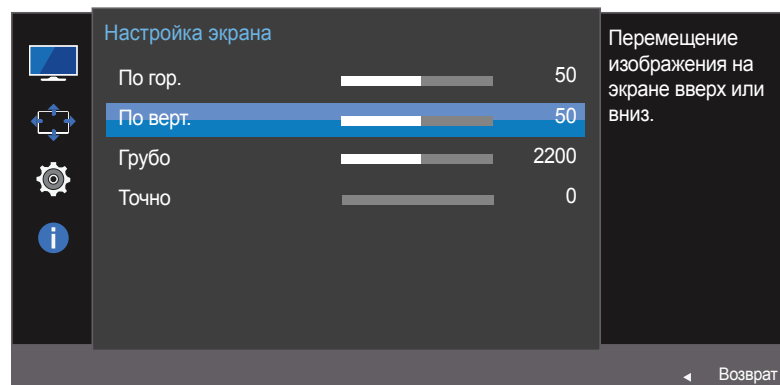 Настройка экрана
По гор. 50
По верт. 50
Грубо 2200
Точно 0
Перемещение
изображения на
экране вверх или
вниз.
Возврат